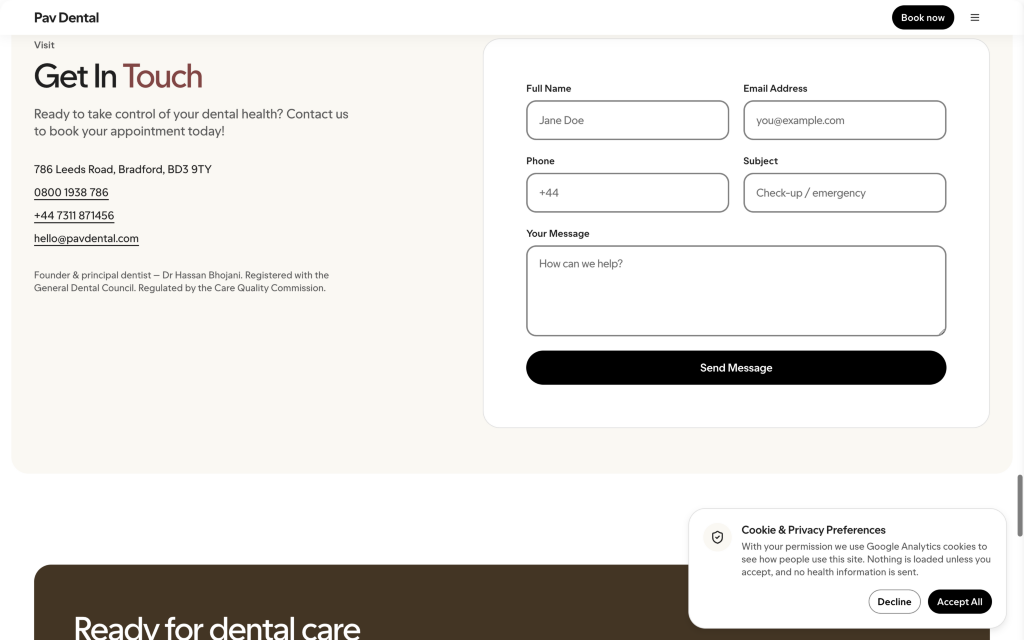 Pav Dental
Book now
Visit
Get In Touch
Ready to take control of your dental health? Contact us
to book your appointment today!
786 Leeds Road, Bradford, BD3 9TY
0800 1938 786
+44 7311 871456
hello@pavdental.com
Founder & principal dentist — Dr Hassan Bhojani. Registered with the
General Dental Council. Regulated by the Care Quality Commission.
Full Name
Email Address
Jane Doe
you@example.com
Phone
Subject
+44
Check-up / emergency
Your Message
How can we help?
Send Message
Cookie & Privacy Preferences
With your permission we use Google Analytics cookies to
see how people use this site. Nothing is loaded unless you
accept, and no health information is sent.
Decline
Accept All
Ready for dental care